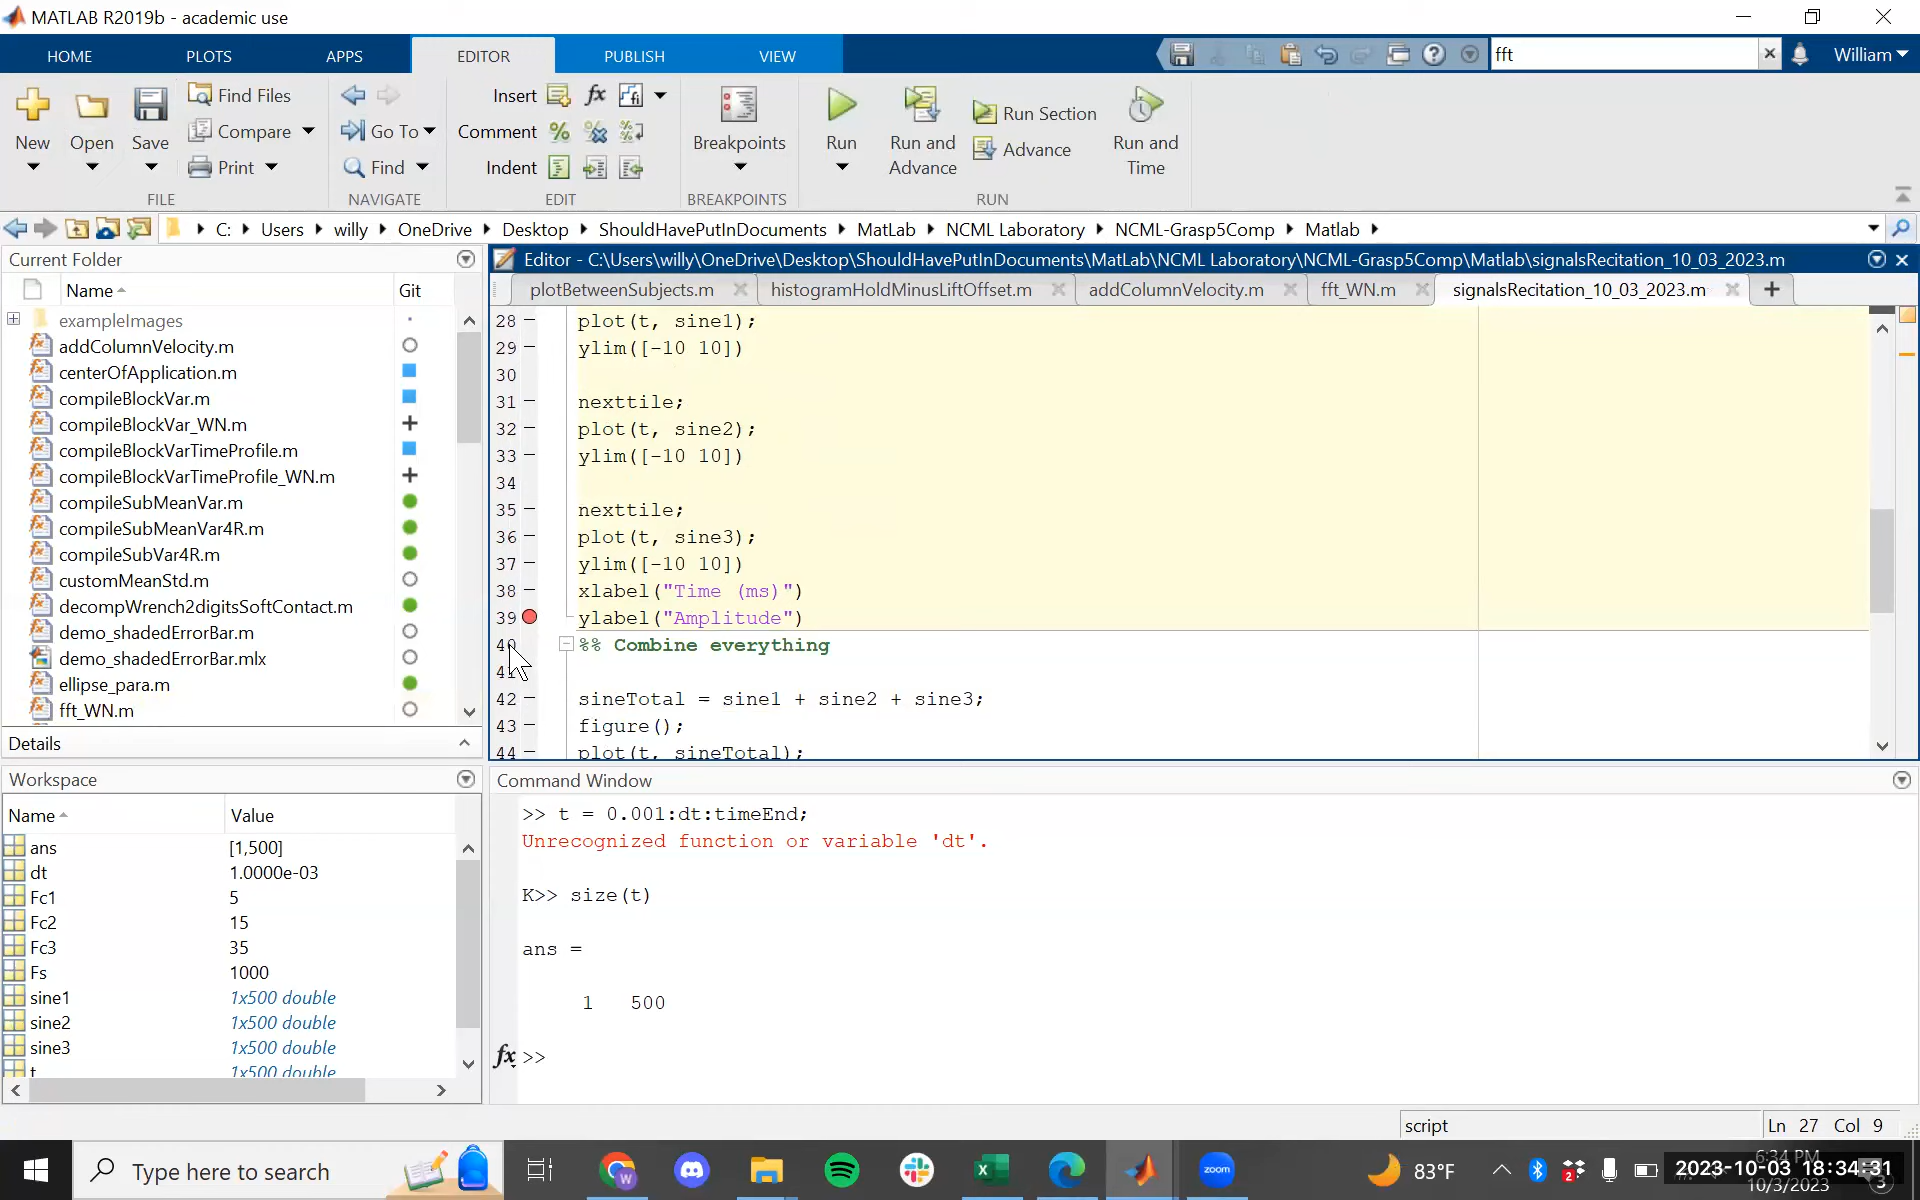 MATLAB R2019b - academic use
HOME PLOTS APPS EDITOR PUBLISH VIEW fft William
New Open Save Find Files Compare Print FILE
Go To Find NAVIGATE
Insert fx Comment Indent EDIT
Breakpoints BREAKPOINTS
Run Run and Advance Run Section Advance Run and Time RUN
C: Users willy OneDrive Desktop ShouldHavePutInDocuments MatLab NCML Laboratory NCML-Grasp5Comp Matlab
Current Folder
Name Git
exampleImages
addColumnVelocity.m
centerOfApplication.m
compileBlockVar.m
compileBlockVar_WN.m
compileBlockVarTimeProfile.m
compileBlockVarTimeProfile_WN.m
compileSubMeanVar.m
compileSubMeanVar4R.m
compileSubVar4R.m
customMeanStd.m
decompWrench2digitsSoftContact.m
demo_shadedErrorBar.m
demo_shadedErrorBar.mlx
ellipse_para.m
fft_WN.m
Details
Workspace
Name Value
ans [1,500]
dt 1.0000e-03
Fc1 5
Fc2 15
Fc3 35
Fs 1000
sine1 1x500 double
sine2 1x500 double
sine3 1x500 double
t 1x500 double
Editor - C:\Users\willy\OneDrive\Desktop\ShouldHavePutInDocuments\MatLab\NCML Laboratory\NCML-Grasp5Comp\Matlab\signalsRecitation_10_03_2023.m
plotBetweenSubjects.m histogramHoldMinusLiftOffset.m addColumnVelocity.m fft_WN.m signalsRecitation_10_03_2023.m
28 plot(t, sine1);
29 ylim([-10 10])
30
31 nexttile;
32 plot(t, sine2);
33 ylim([-10 10])
34
35 nexttile;
36 plot(t, sine3);
37 ylim([-10 10])
38 xlabel("Time (ms)")
39 ylabel("Amplitude")
40 %% Combine everything
41
42 sineTotal = sine1 + sine2 + sine3;
43 figure();
44 plot(t, sineTotal);
Command Window
>> t = 0.001:dt:timeEnd;
Unrecognized function or variable 'dt'.
K>> size(t)
ans =
1 500
fx >>
script Ln 27 Col 9
Type here to search
zoom
83°F
6:34 PM
2023-10-03 18:34:31
10/3/2023